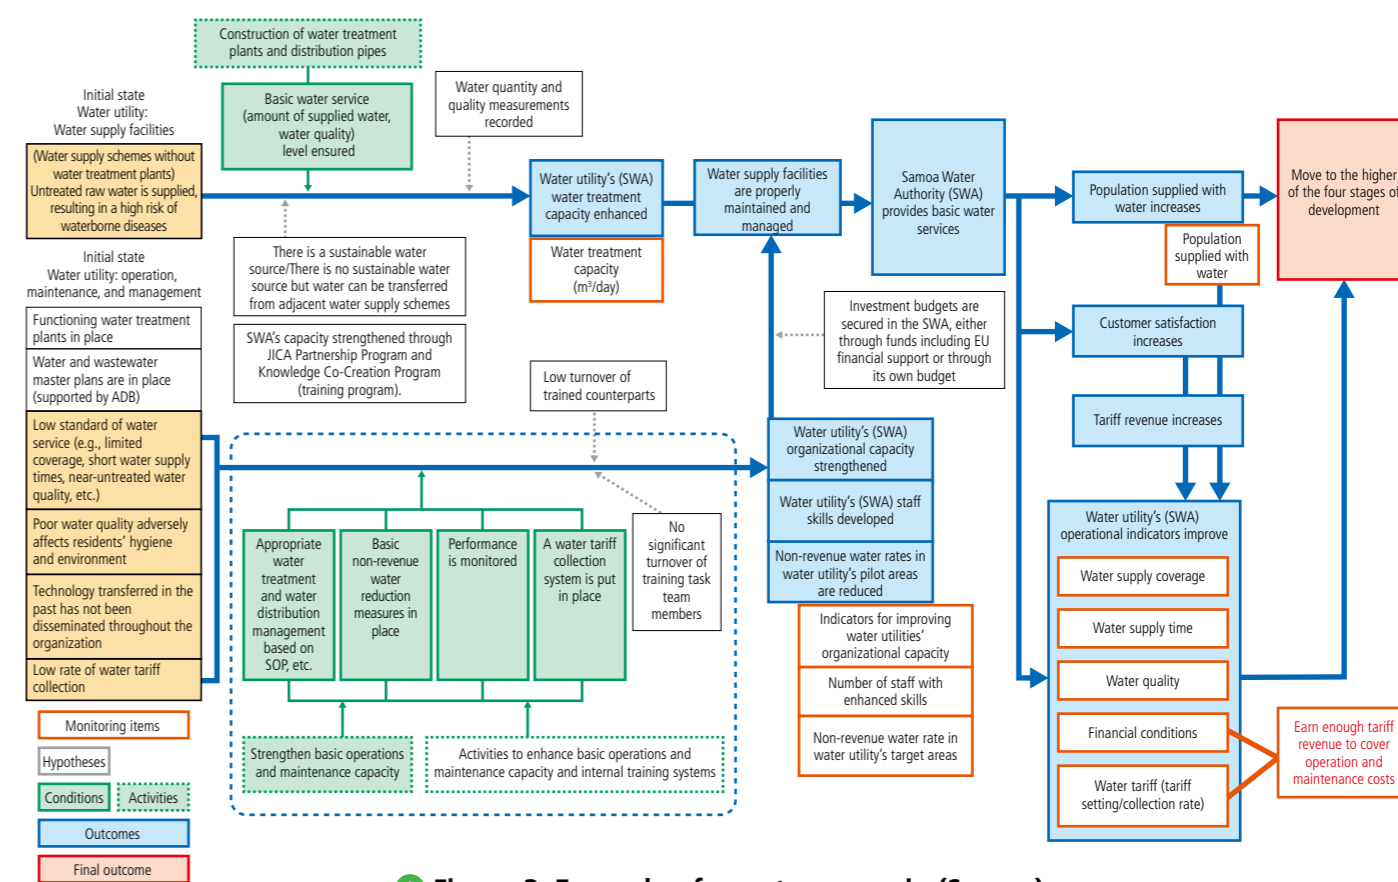 Construction of water treatment
plants and distribution pipes
Initial state
Water utility:
Water supply facilities
Basic water service
(amount of supplied water,
water quality)
level ensured
Water quantity and
quality measurements
recorded
(Water supply schemes without
water treatment plants)
Untreated raw water is supplied,
resulting in a high risk of
waterborne diseases
Water utility's (SWA)
water treatment
capacity enhanced
Water treatment
capacity
(m³/day)
Water supply facilities
are properly
maintained and
managed
Samoa Water
Authority (SWA)
provides basic water
services
Population supplied with
water increases
Population
supplied with
water
Move to the higher
of the four stages of
development
There is a sustainable water
source/There is no sustainable water
source but water can be transferred
from adjacent water supply schemes
SWA's capacity strengthened through
JICA Partnership Program and
Knowledge Co-Creation Program
(training program).
Investment budgets are
secured in the SWA, either
through funds including EU
financial support or through
its own budget
Customer satisfaction
increases
Tariff revenue increases
Initial state
Water utility: operation,
maintenance, and management
Functioning water treatment
plants in place
Water and wastewater
master plans are in place
(supported by ADB)
Low standard of water
service (e.g., limited
coverage, short water supply
times, near-untreated water
quality, etc.)
Poor water quality adversely
affects residents' hygiene
and environment
Technology transferred in the
past has not been
disseminated throughout the
organization
Low rate of water tariff
collection
Low turnover of
trained counterparts
Appropriate
water
treatment
and water
distribution
management
based on
SOP, etc.
Basic
non-revenue
water
reduction
measures in
place
Performance
is monitored
A water tariff
collection
system is put
in place
No
significant
turnover of
training task
team
members
Strengthen basic operations
and maintenance capacity
Activities to enhance basic operations and
maintenance capacity and internal training systems
Water utility's (SWA)
organizational capacity
strengthened
Water utility's (SWA) staff
skills developed
Non-revenue water rates in
water utility's pilot areas
are reduced
Indicators for improving
water utilities'
organizational capacity
Number of staff with
enhanced skills
Non-revenue water rate in
water utility's target areas
Water utility's (SWA)
operational indicators improve
Water supply coverage
Water supply time
Water quality
Financial conditions
Water tariff (tariff
setting/collection rate)
Earn enough tariff
revenue to cover
operation and
maintenance costs
Monitoring items
Hypotheses
Conditions
Activities
Outcomes
Final outcome